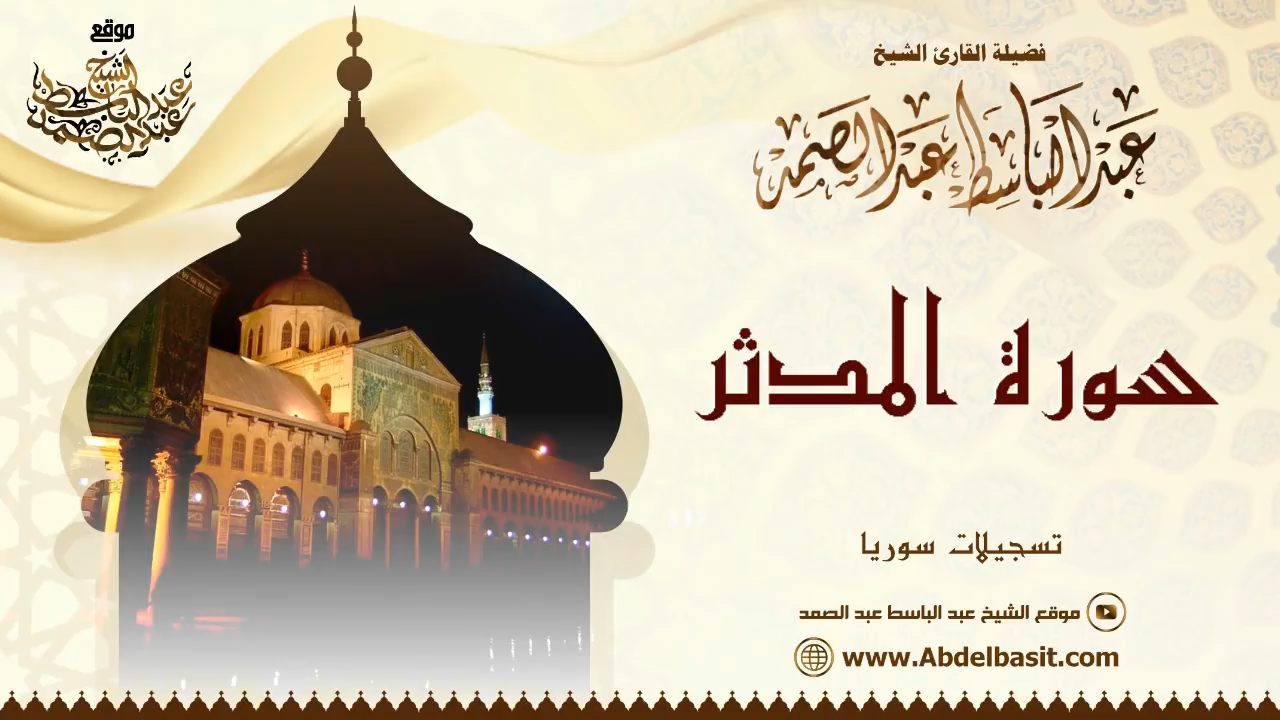 موقع
الشيخ
عبد الباسط
عبد الصمد
فضيلة القارئ الشيخ
عبد الباسط عبد الصمد
سورة المدثر
تسجيلات سوريا
موقع الشيخ عبد الباسط عبد الصمد
www.Abdelbasit.com